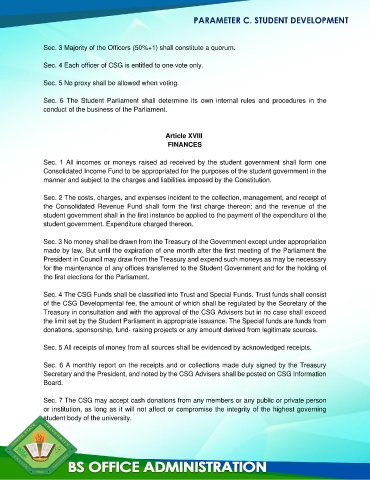 PARAMETER C. STUDENT DEVELOPMENT
Sec. 3 Majority of the Officers (50%+1) shall constitute a quorum.
Sec. 4 Each officer of CSG is entitled to one vote only.
Sec. 5 No proxy shall be allowed when voting.
Sec. 6 The Student Parliament shall determine its own internal rules and procedures in the
conduct of the business of the Parliament.
Article XVIII
FINANCES
Sec. 1 All incomes or moneys raised ad received by the student government shall form one
Consolidated Income Fund to be appropriated for the purposes of the student government in the
manner and subject to the charges and liabilities imposed by the Constitution.
Sec. 2 The costs, charges, and expenses incident to the collection, management, and receipt of
the Consolidated Revenue Fund shall form the first charge thereon; and the revenue of the
student government shall in the first instance be applied to the payment of the expenditure of the
student government. Expenditure charged thereon.
Sec. 3 No money shall be drawn from the Treasury of the Government except under appropriation
made by law. But until the expiration of one month after the first meeting of the Parliament the
President in Council may draw from the Treasury and expend such moneys as may be necessary
for the maintenance of any offices transferred to the Student Government and for the holding of
the first elections for the Parliament.
Sec. 4 The CSG Funds shall be classified into Trust and Special Funds. Trust funds shall consist
of the CSG Developmental fee, the amount of which shall be regulated by the Secretary of the
Treasury in consultation and with the approval of the CSG Advisers but in no case shall exceed
the limit set by the Student Parliament in appropriate issuance. The Special funds are funds from
donations, sponsorship, fund- raising projects or any amount derived from legitimate sources.
Sec. 5 All receipts of money from all sources shall be evidenced by acknowledged receipts.
Sec. 6 A monthly report on the receipts and or collections made duly signed by the Treasury
Secretary and the President, and noted by the CSG Advisers shall be posted on CSG Information
Board.
Sec. 7 The CSG may accept cash donations from any members or any public or private person
or institution, as long as it will not affect or compromise the integrity of the highest governing
student body of the university.
BS OFFICE ADMINISTRATION